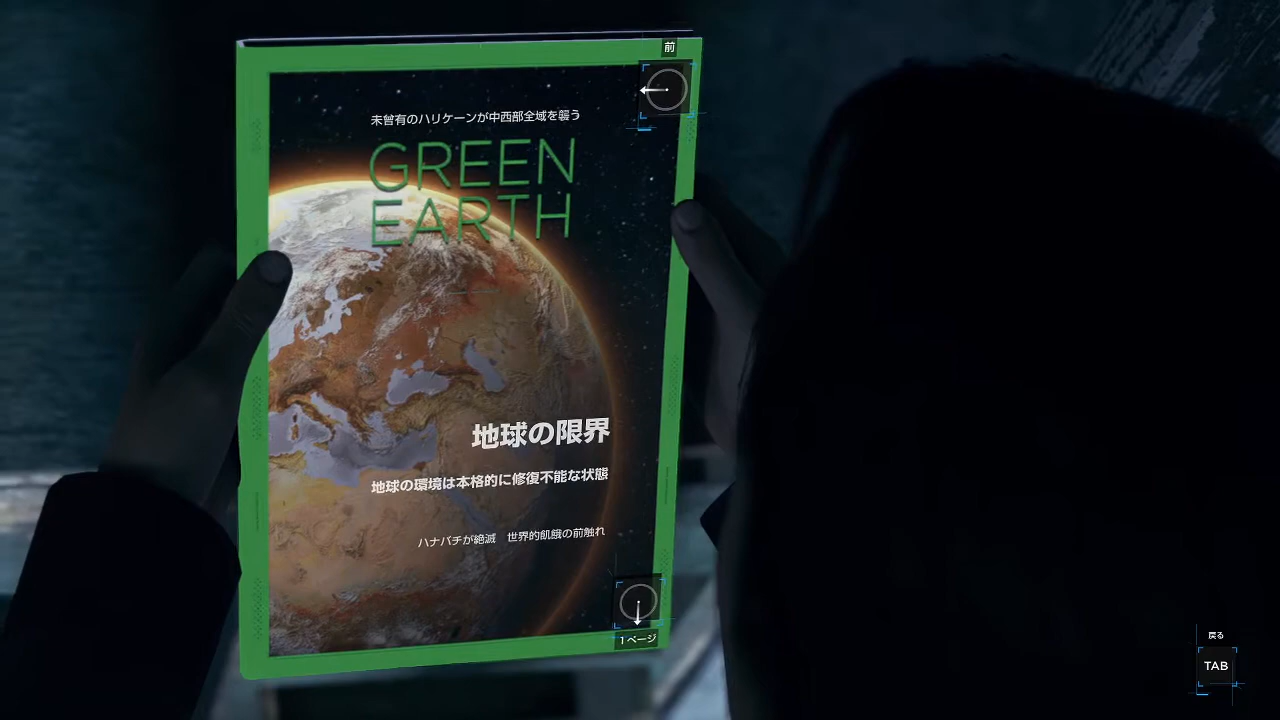 前
未曾有のハリケーンが中西部全域を襲う
GREEN
EARTH
地球の限界
地球の環境は本格的に修復不能な状態
ハナバチが絶滅　世界的飢餓の前触れ
1ページ
戻る
TAB